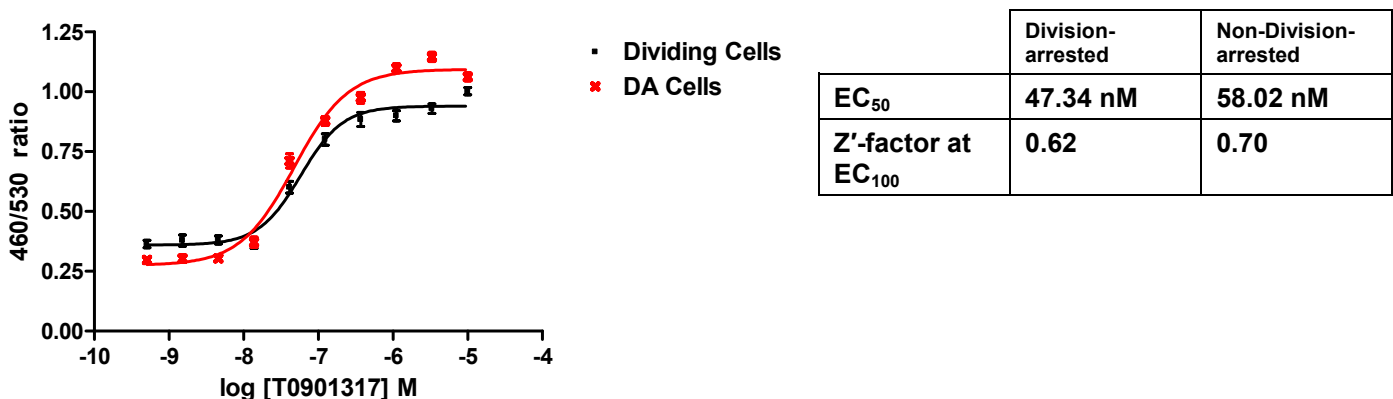 1.25
1.00
0.75
0.50
0.25
0.00
460/530 ratio
-10 -9 -8 -7 -6 -5 -4
log [T0901317] M
Dividing Cells
DA Cells
Division-
arrested
Non-Division-
arrested
EC50 47.34 nM 58.02 nM
Z′-factor at 0.62 0.70
EC100